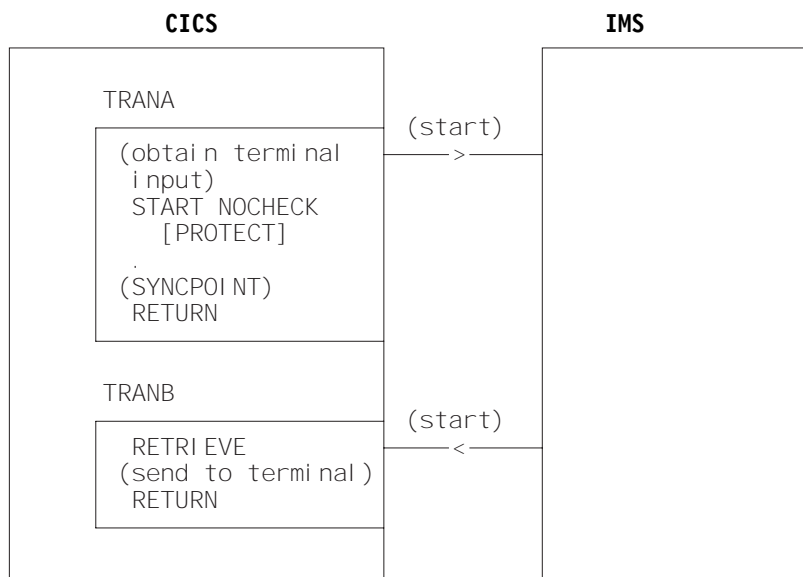 CICS IMS
TRANA
(start)
(obtain terminal
>
input)
START NOCHECK
[PROTECT]
.
(SYNCPOINT)
RETURN
TRANB
(start)
RETRIEVE
<
(send to terminal)
RETURN